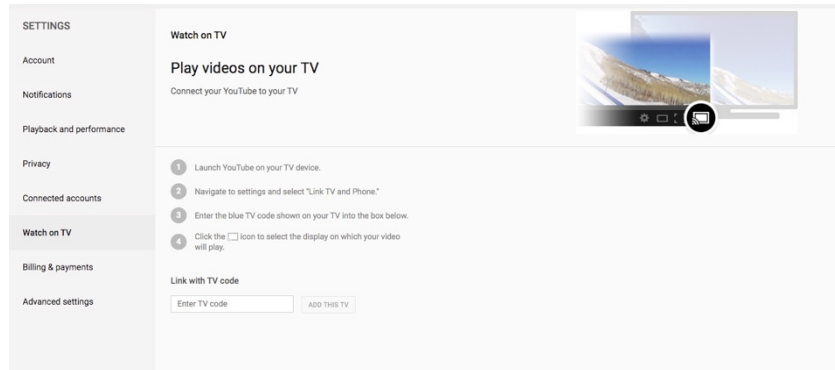 SETTINGS
Account
Notifications
Playback and performance
Privacy
Connected accounts
Watch on TV
Billing & payments
Advanced settings
Watch on TV
Play videos on your TV
Connect your YouTube to your TV
1 Launch YouTube on your TV device.
2 Navigate to settings and select "Link TV and Phone."
3 Enter the blue TV code shown on your TV into the box below.
4 Click the icon to select the display on which your video
will play.
Link with TV code
Enter TV code ADD THIS TV